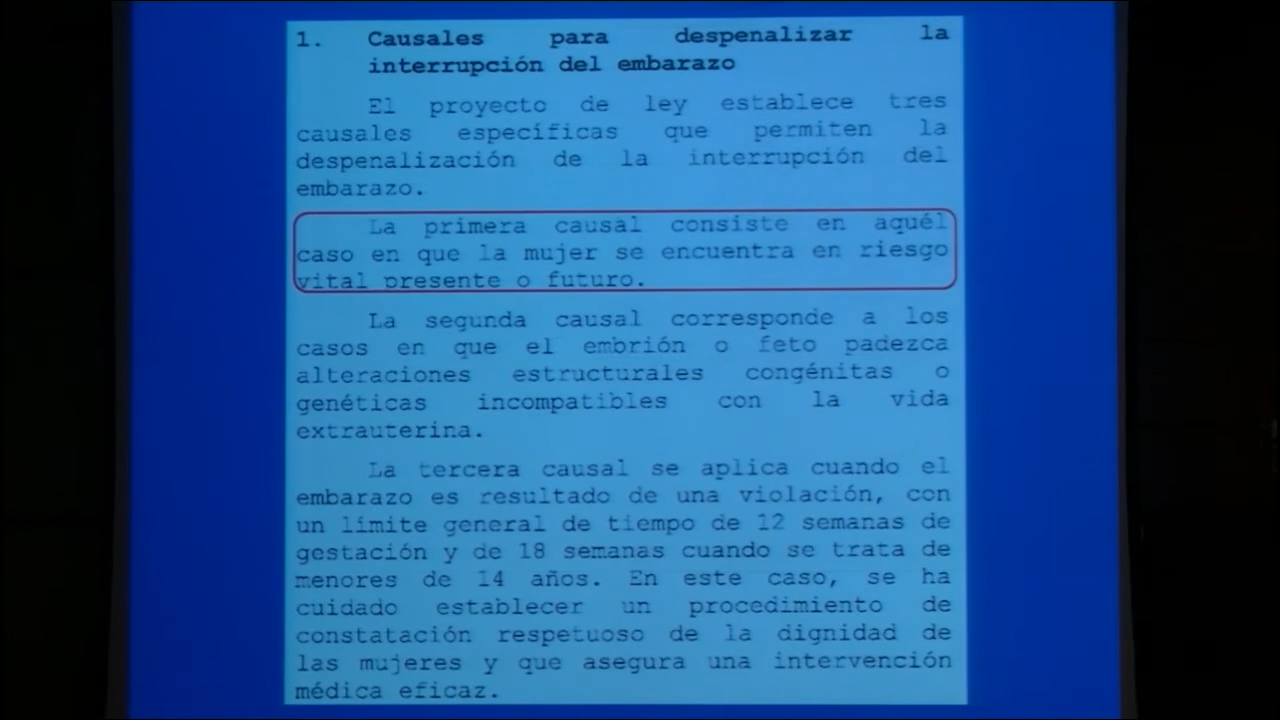 1. Causales para despenalizar la
interrupción del embarazo
El proyecto de ley establece tres
causales específicas que permiten la
despenalización de la interrupción del
embarazo.
La primera causal consiste en aquél
caso en que la mujer se encuentra en riesgo
vital presente o futuro.
La segunda causal corresponde a los
casos en que el embrión o feto padezca
alteraciones estructurales congénitas o
genéticas incompatibles con la vida
extrauterina.
La tercera causal se aplica cuando el
embarazo es resultado de una violación, con
un límite general de tiempo de 12 semanas de
gestación y de 18 semanas cuando se trata de
menores de 14 años. En este caso, se ha
cuidado establecer un procedimiento de
constatación respetuoso de la dignidad de
las mujeres y que asegura una intervención
médica eficaz.